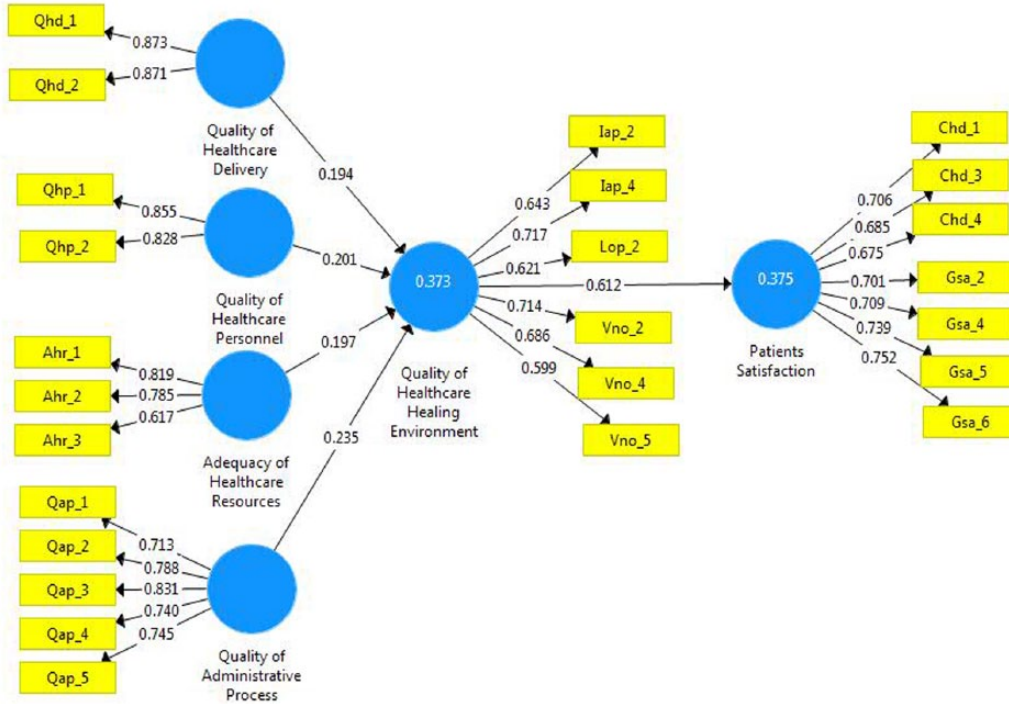 Qhd_1
0.873
Qhd_2
0.871
Quality of
Healthcare
Delivery
0.194
Qhp_1
0.855
Qhp_2
0.828
Quality of
Healthcare
Personnel
0.201
Ahr_1
0.819
Ahr_2
0.785
Ahr_3
0.617
Adequacy of
Healthcare
Resources
0.197
Qap_1
0.713
Qap_2
0.788
Qap_3
0.831
Qap_4
0.740
Qap_5
0.745
Quality of
Administrative
Process
0.235
0.373
Quality of
Healthcare
Healing
Environment
Iap_2
0.643
Iap_4
0.717
Lop_2
0.621
0.612
Vno_2
0.714
Vno_4
0.686
Vno_5
0.599
0.375
Patients
Satisfaction
Chd_1
0.706
Chd_3
0.685
Chd_4
0.675
Gsa_2
0.701
Gsa_4
0.709
Gsa_5
0.739
Gsa_6
0.752